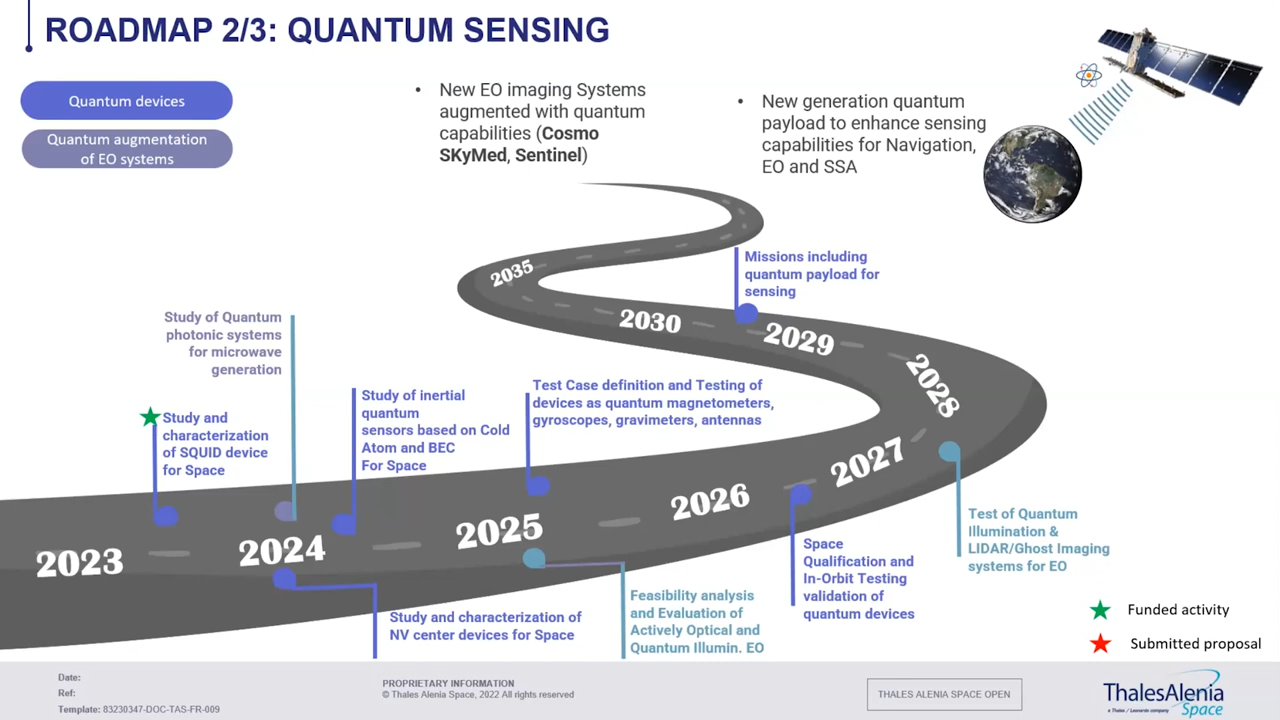 ROADMAP 2/3: QUANTUM SENSING
Quantum devices
Quantum augmentation
of EO systems
• New EO imaging Systems
augmented with quantum
capabilities (Cosmo
SKyMed, Sentinel)
• New generation quantum
payload to enhance sensing
capabilities for Navigation,
EO and SSA
2035
Missions including
quantum payload for
sensing
2030
2029
2028
Study of Quantum
photonic systems
for microwave
generation
Study and
characterization
of SQUID device
for Space
Study of inertial
quantum
sensors based on Cold
Atom and BEC
For Space
Test Case definition and Testing of
devices as quantum magnetometers,
gyroscopes, gravimeters, antennas
2023
2024
2025
2026
2027
Study and characterization of
NV center devices for Space
Feasibility analysis
and Evaluation of
Actively Optical and
Quantum Illumin. EO
Space
Qualification and
In-Orbit Testing
validation of
quantum devices
Test of Quantum
Illumination &
LIDAR/Ghost Imaging
systems for EO
Funded activity
Submitted proposal
Date:
Ref:
Template: 83230347-DOC-TAS-FR-009
PROPRIETARY INFORMATION
© Thales Alenia Space, 2022 All rights reserved
THALES ALENIA SPACE OPEN
ThalesAlenia
a Thales / Leonardo company
Space